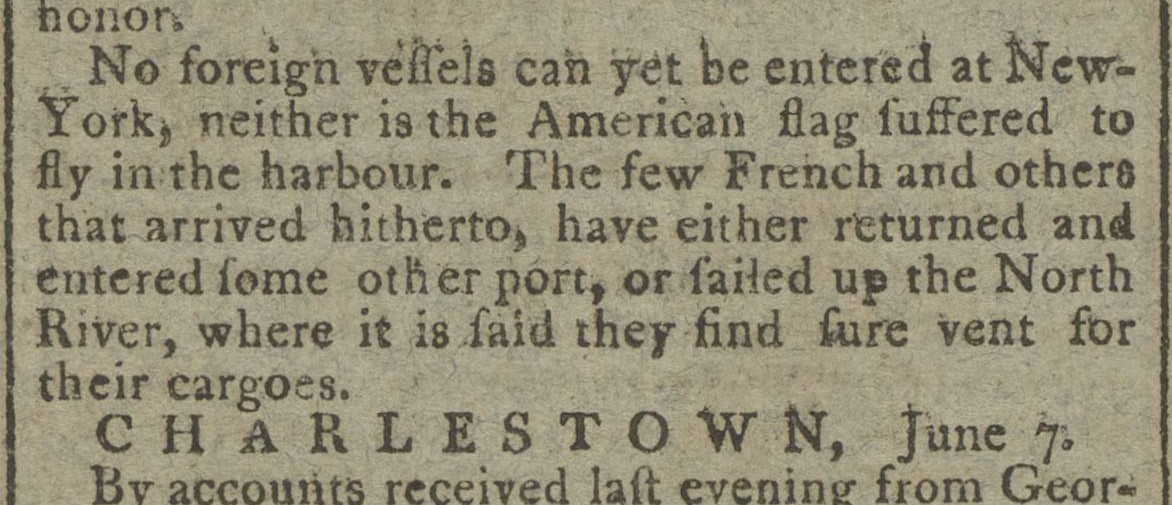 honor.
No foreign veſſels can yet be entered at New-
York, neither is the American flag ſuffered to
fly in the harbour. The few French and others
that arrived hitherto, have either returned and
entered ſome other port, or ſailed up the North
River, where it is ſaid they find ſure vent for
their cargoes.
CHARLESTOWN, June 7.
By accounts received laſt evening from Geor-